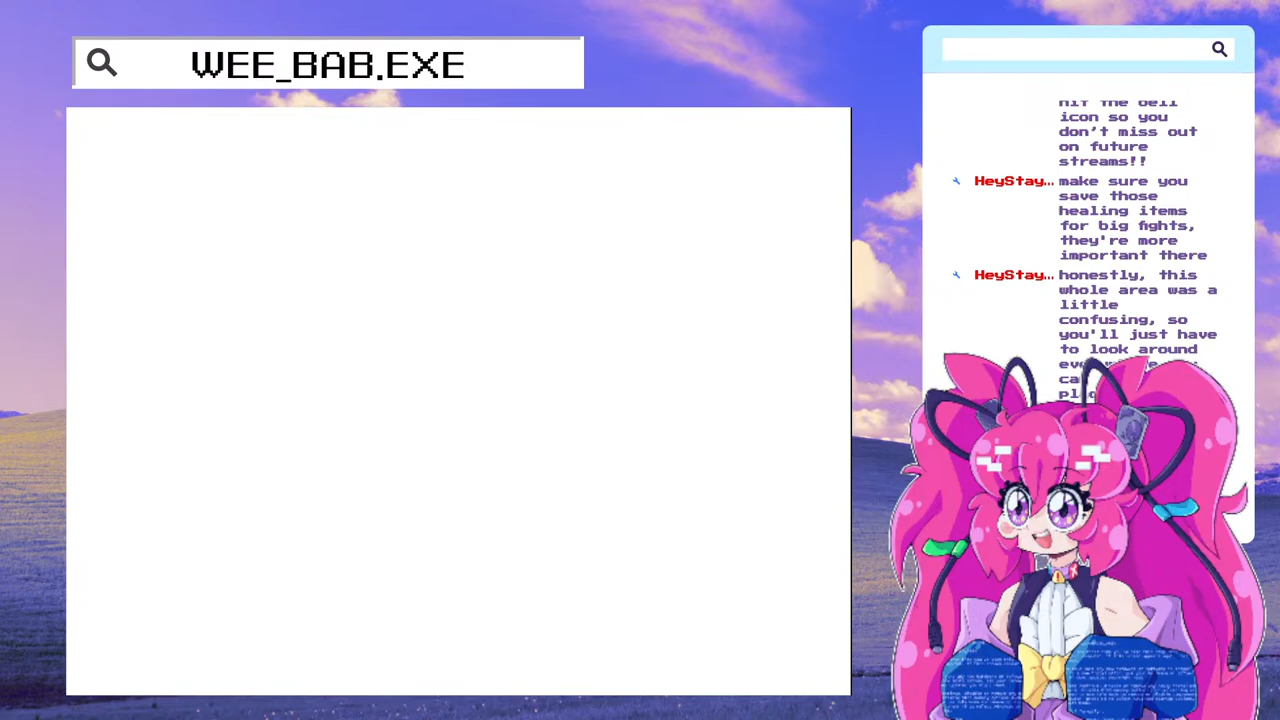 WEE_BAB.EXE
hit the bell
icon so you
don't miss out
on future
streams!!
HeyStay… make sure you
save those
healing items
for big fights,
they're more
important there
HeyStay… honestly, this
whole area was a
little
confusing, so
you'll just have
to look around